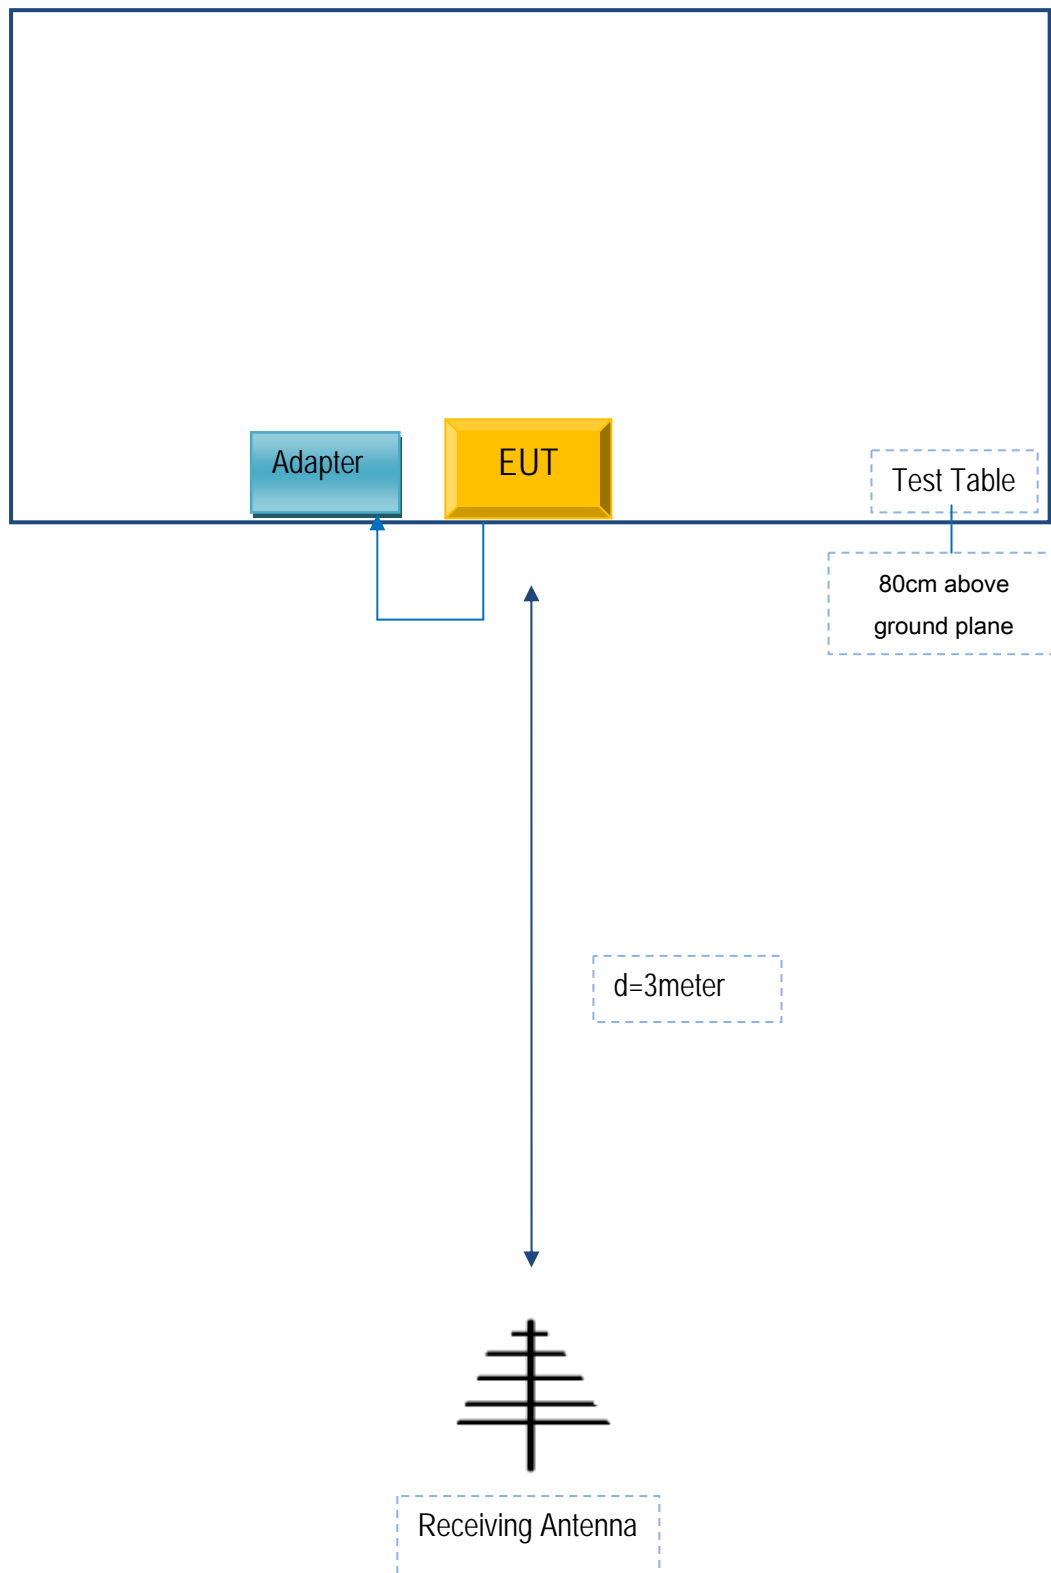 Adapter
EUT
Test Table
80cm above
ground plane
d=3meter
Receiving Antenna